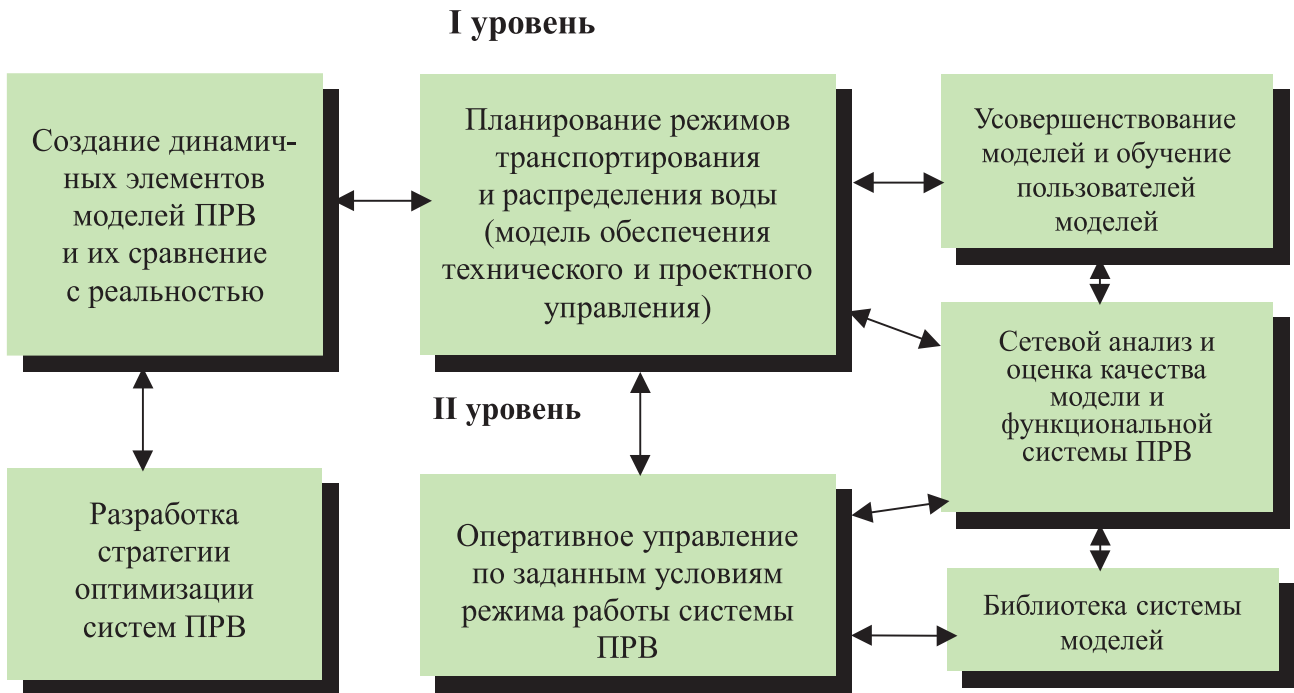 I уровень
Создание динамич-
ных элементов
моделей ПРВ
и их сравнение
с реальностью
Планирование режимов
транспортирования
и распределения воды
(модель обеспечения
технического и проектного
управления)
Усовершенствование
моделей и обучение
пользователей
моделей
Сетевой анализ и
оценка качества
модели и
функциональной
системы ПРВ
II уровень
Разработка
стратегии
оптимизации
систем ПРВ
Оперативное управление
по заданным условиям
режима работы системы
ПРВ
Библиотека системы
моделей